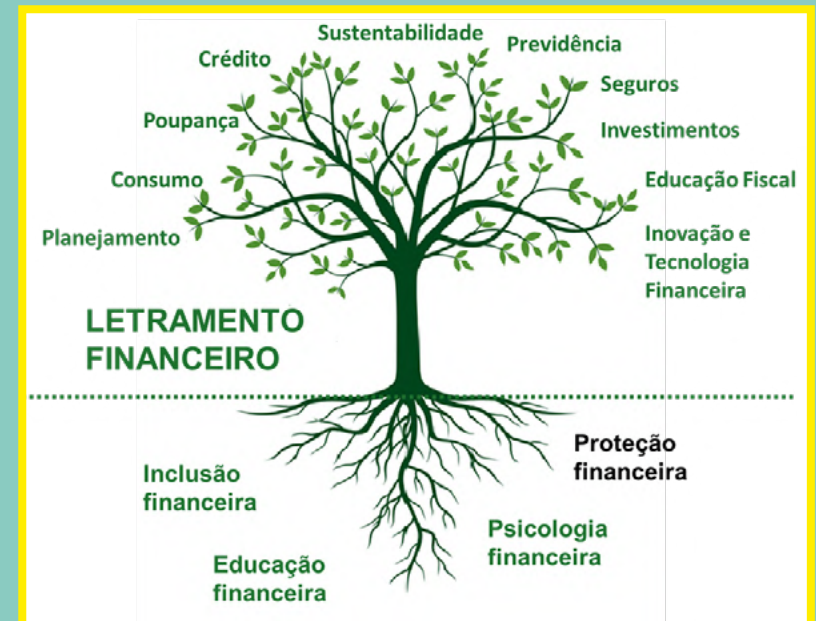 Sustentabilidade
Previdência
Crédito
Seguros
Poupança
Investimentos
Consumo
Educação Fiscal
Planejamento
Inovação e
Tecnologia
Financeira
LETRAMENTO
FINANCEIRO
Proteção
financeira
Inclusão
financeira
Psicologia
financeira
Educação
financeira